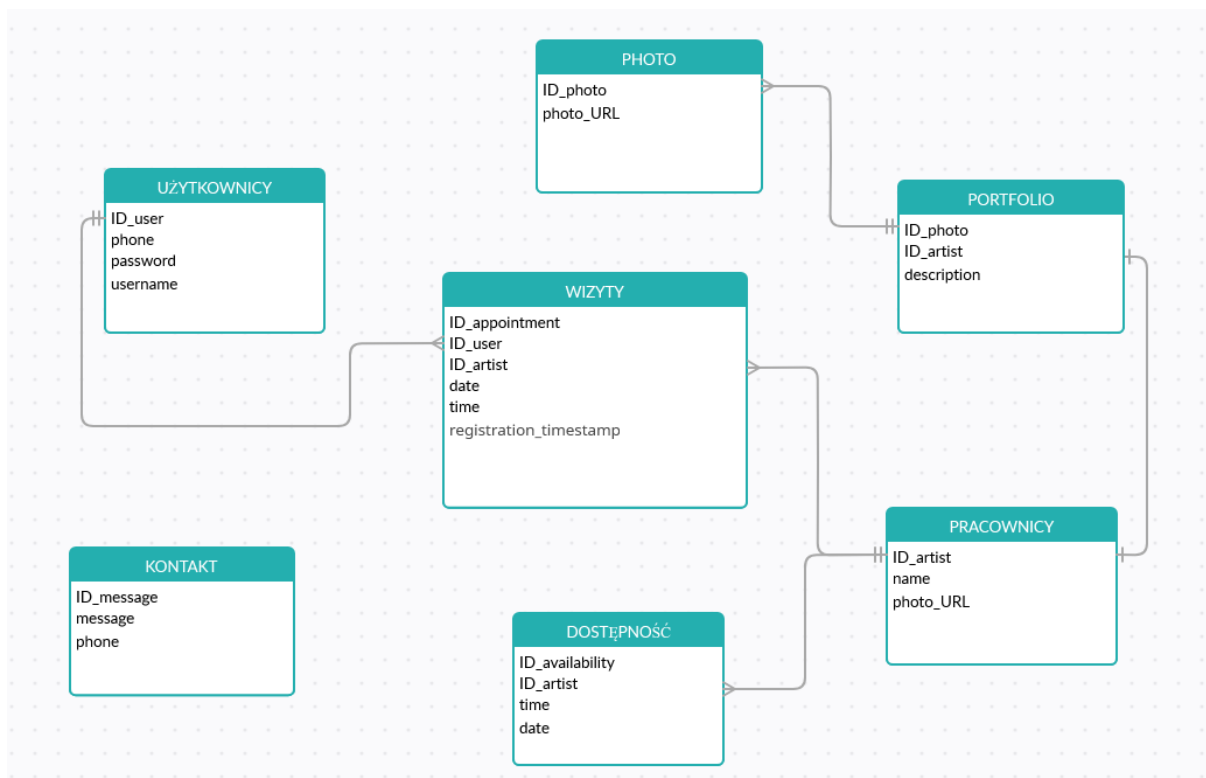 PHOTO
ID_photo
photo_URL
UŻYTKOWNICY
ID_user
phone
password
username
PORTFOLIO
ID_photo
ID_artist
description
WIZYTY
ID_appointment
ID_user
ID_artist
date
time
registration_timestamp
PRACOWNICY
ID_artist
name
photo_URL
KONTAKT
ID_message
message
phone
DOSTĘPNOŚĆ
ID_availability
ID_artist
time
date